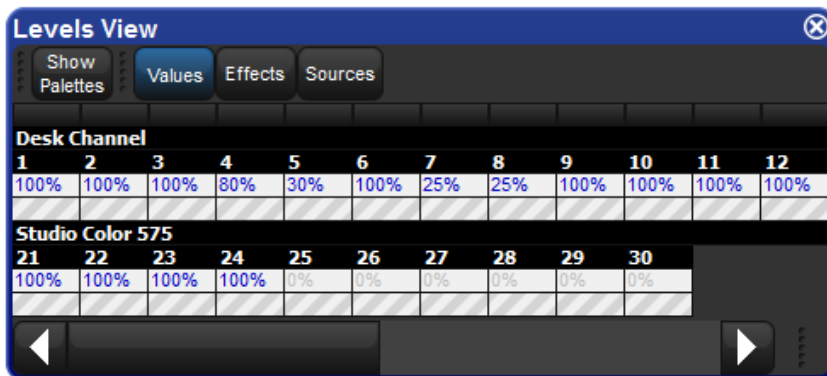 Levels View
Show
Palettes
Values Effects Sources
Desk Channel
1 2 3 4 5 6 7 8 9 10 11 12
100% 100% 100% 80% 30% 100% 25% 25% 100% 100% 100% 100%
Studio Color 575
21 22 23 24 25 26 27 28 29 30
100% 100% 100% 100% 0% 0% 0% 0% 0% 0%